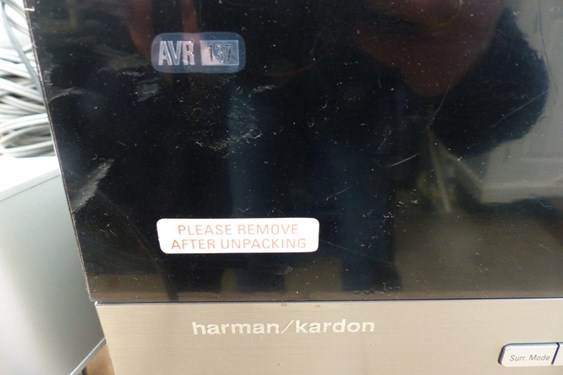 AVR
PLEASE REMOVE
AFTER UNPACKING
harman/kardon
Surr. Mode